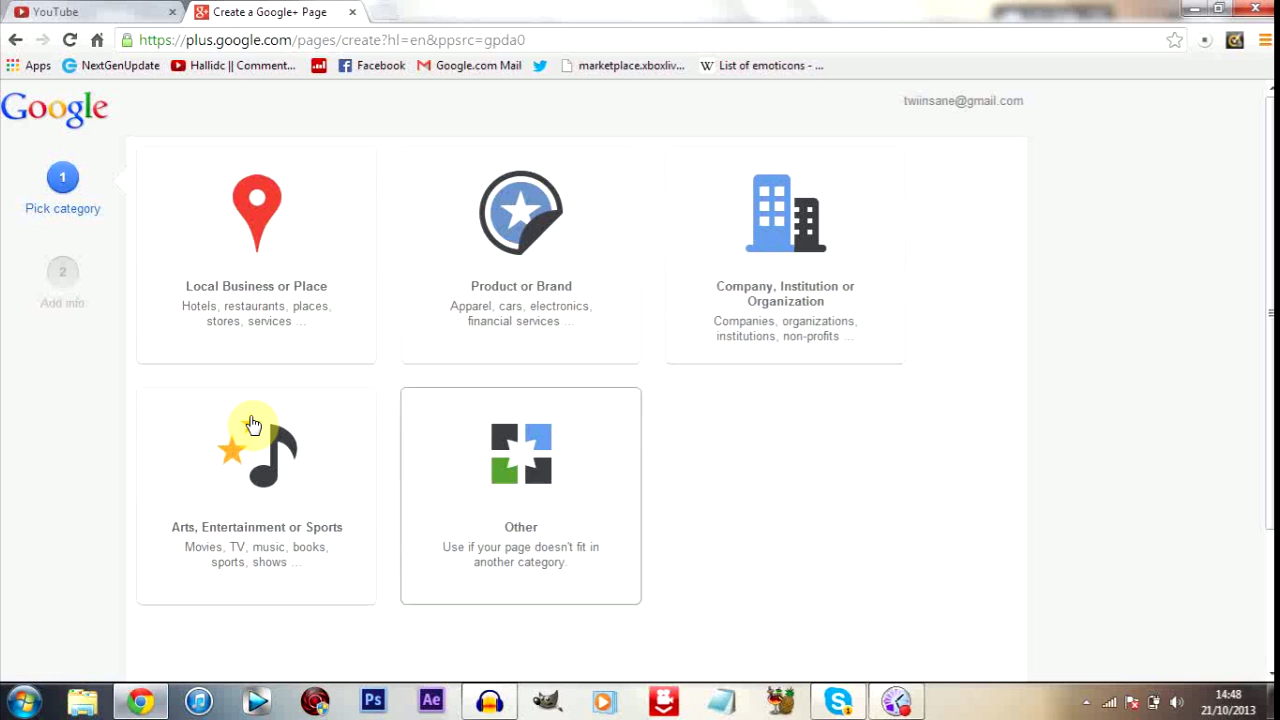 YouTube
Create a Google+ Page
https://plus.google.com/pages/create?hl=en&ppsrc=gpda0
Apps
NextGenUpdate
Hallidc || Comment...
Facebook
Google.com Mail
marketplace.xboxliv...
W List of emoticons - ...
Google
twiinsane@gmail.com
1
Pick category
2
Add info
Local Business or Place
Hotels, restaurants, places,
stores, services ...
Product or Brand
Apparel, cars, electronics,
financial services ...
Company, Institution or
Organization
Companies, organizations,
institutions, non-profits ...
Arts, Entertainment or Sports
Movies, TV, music, books,
sports, shows ...
Other
Use if your page doesn't fit in
another category.
Ps
Ae
14:48
21/10/2013